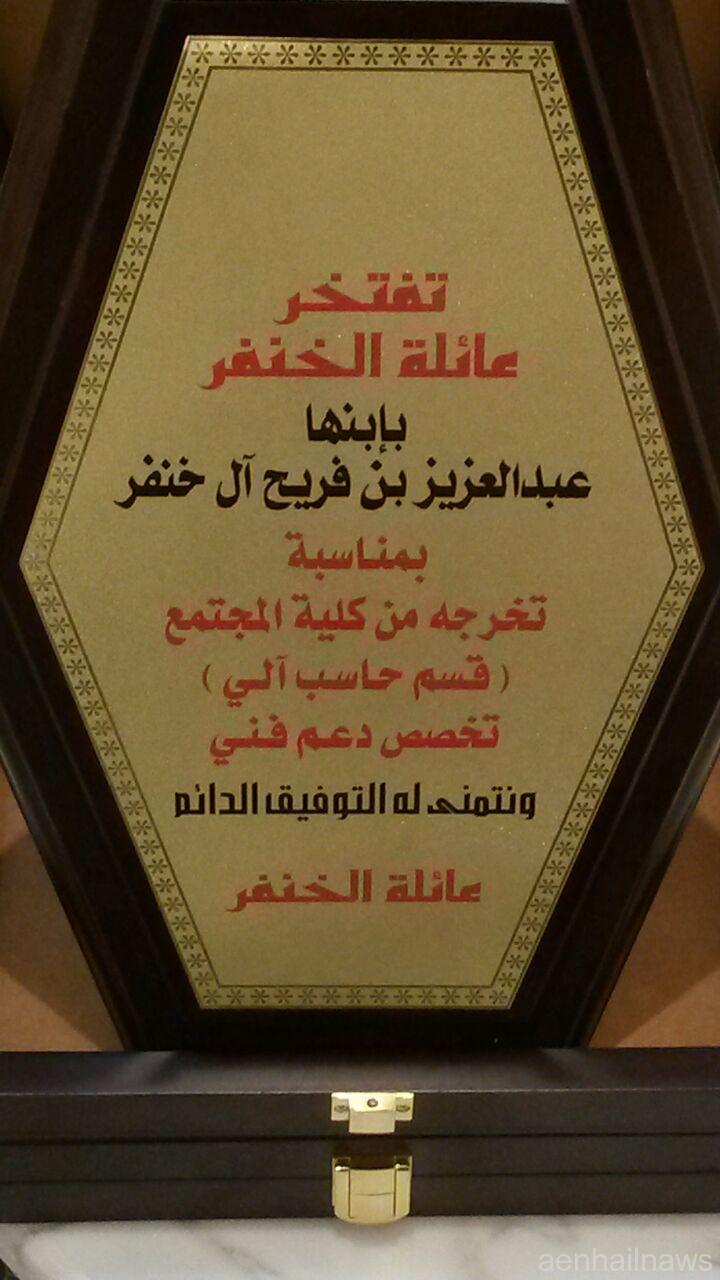 تفتخر
عائلة الخنفر
بإبنها
عبدالعزيز بن فريح آل خنفر
بمناسبة
تخرجه من كلية المجتمع
( قسم حاسب آلي )
تخصص دعم فني
ونتمنى له التوفيق الدائم
عائلة الخنفر
aenhailnaws